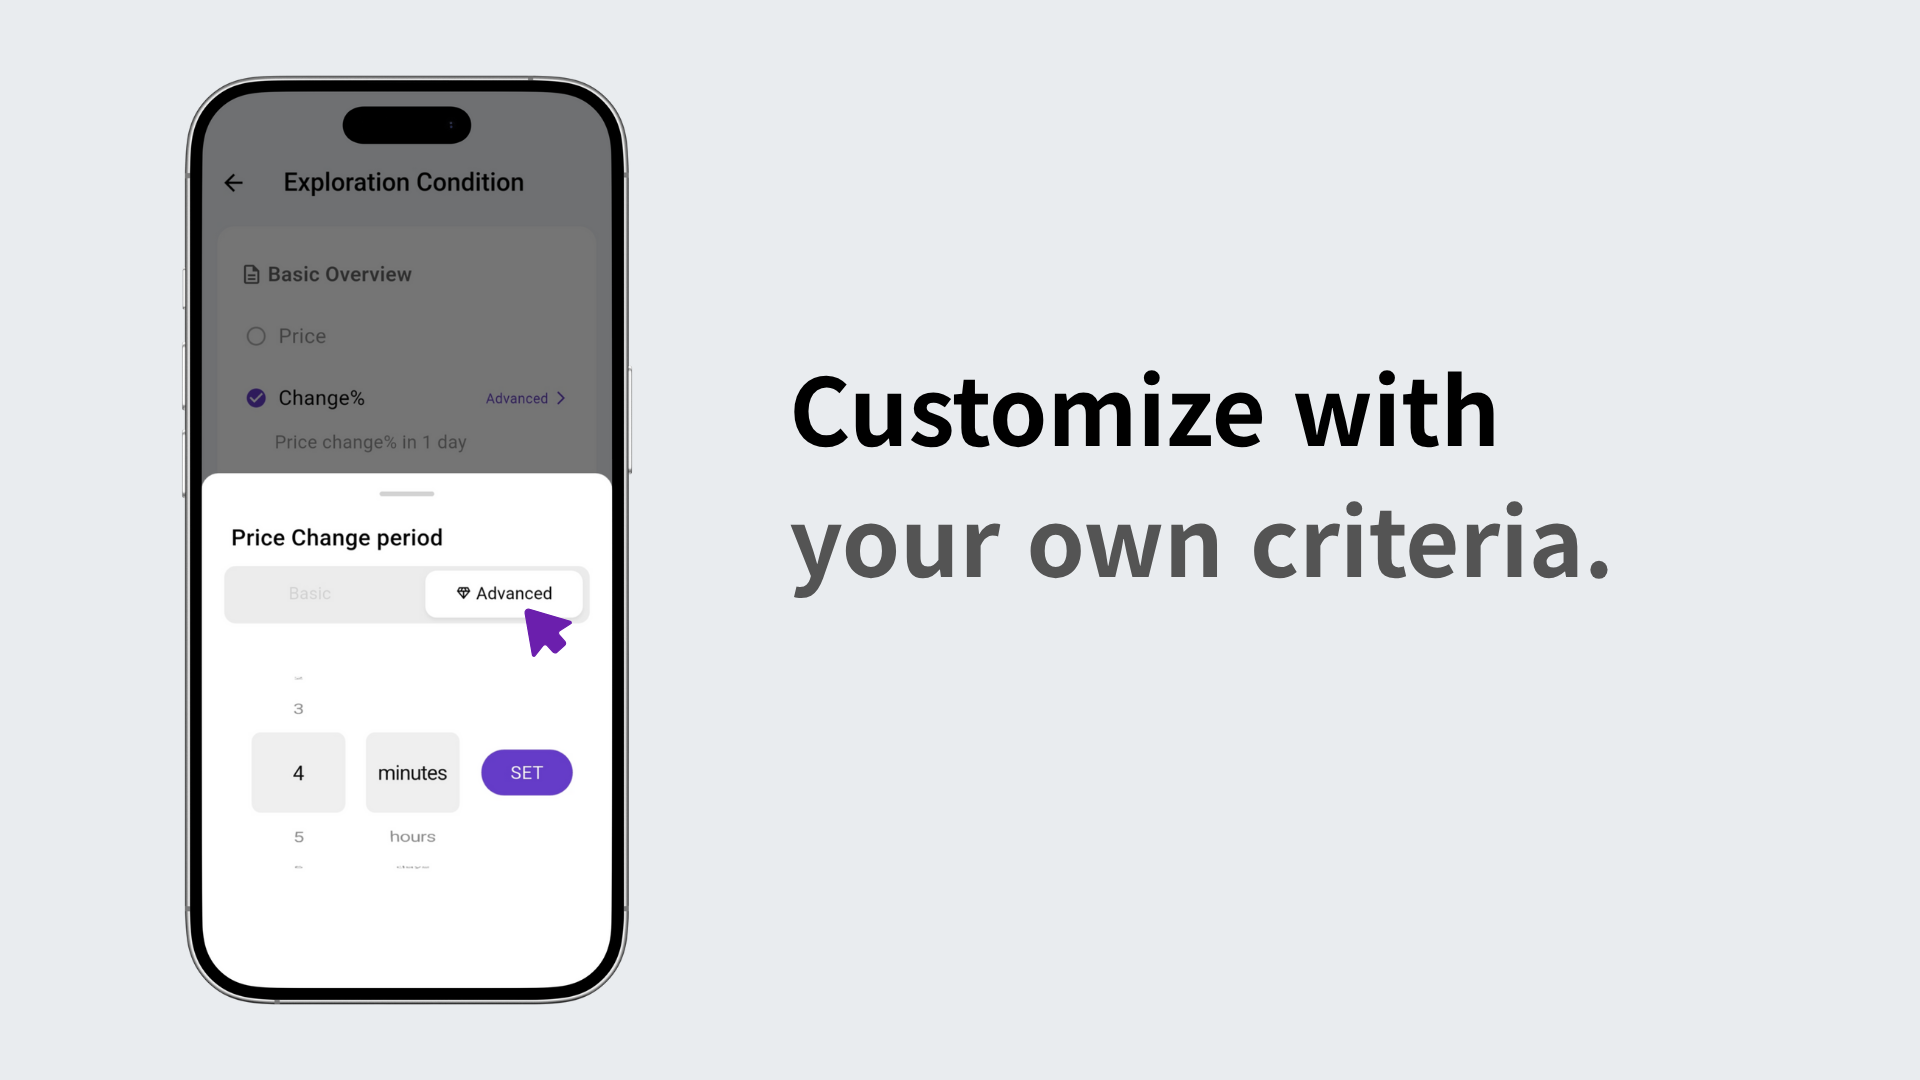 Exploration Condition
Basic Overview
Price
Change%
Advanced
Price change% in 1 day
Price Change period
Basic
Advanced
3
4
minutes
SET
5
hours
Customize with
your own criteria.